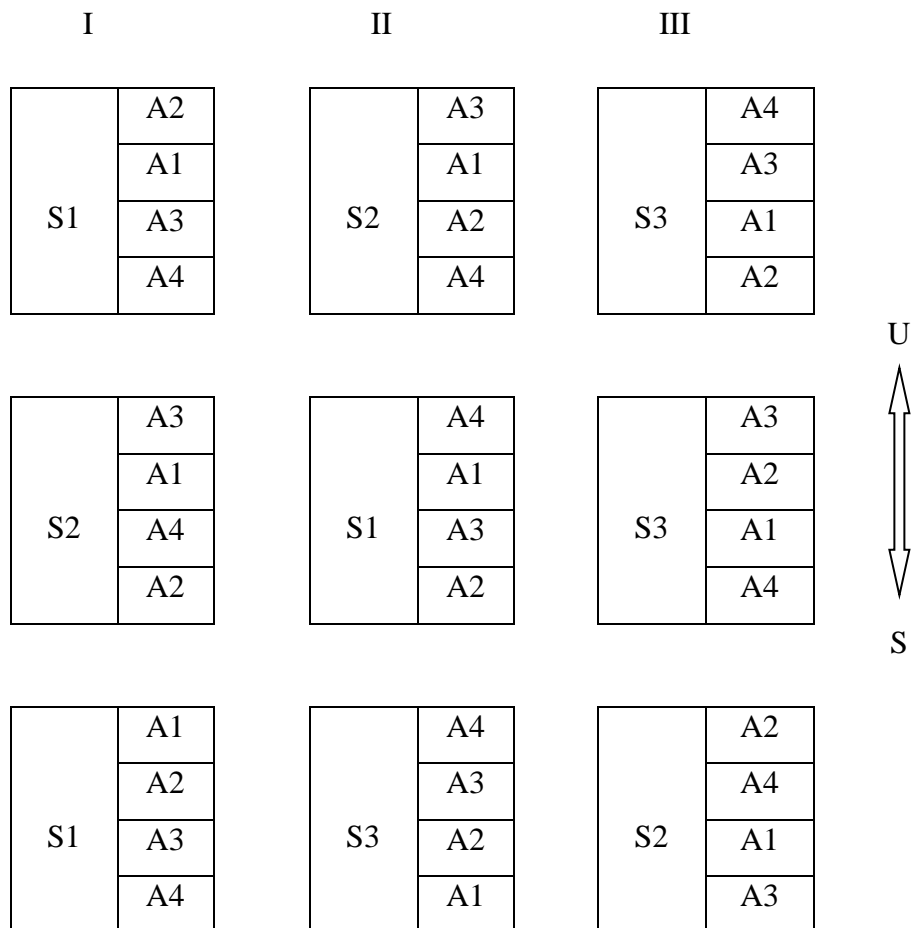 I II III
A2 A3 A4
A1 A1 A3
S1 A3 S2 A2 S3 A1
A4 A4 A2
U
A3 A4 A3
A1 A1 A2
S2 A4 S1 A3 S3 A1
A2 A2 A4
S
A1 A4 A2
A2 A3 A4
S1 A3 S3 A2 S2 A1
A4 A1 A3